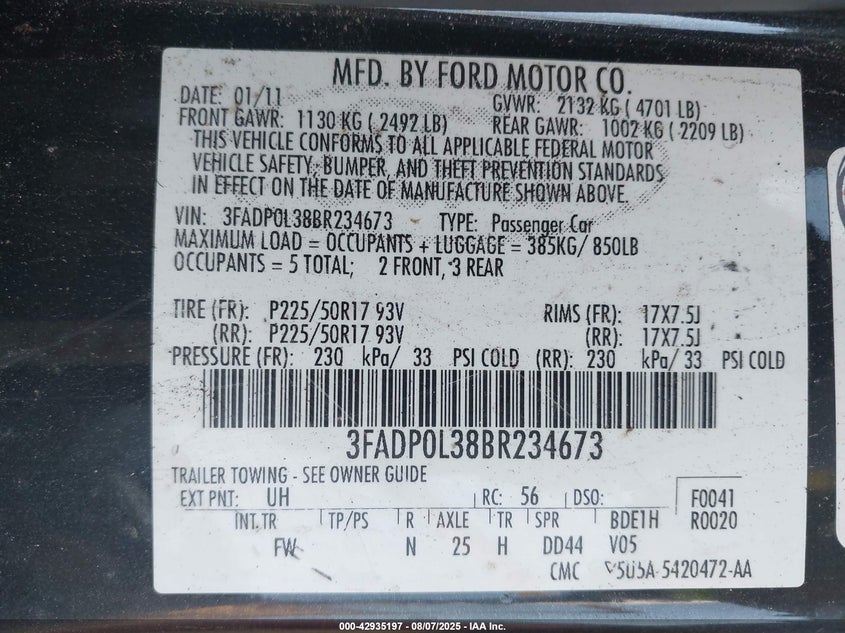 MFD. BY FORD MOTOR CO.
DATE: 01/11 GVWR: 2132 KG ( 4701 LB)
FRONT GAWR: 1130 KG ( 2492 LB) REAR GAWR: 1002 KG ( 2209 LB)
THIS VEHICLE CONFORMS TO ALL APPLICABLE FEDERAL MOTOR
VEHICLE SAFETY, BUMPER, AND THEFT PREVENTION STANDARDS
IN EFFECT ON THE DATE OF MANUFACTURE SHOWN ABOVE.
VIN: 3FADP0L38BR234673 TYPE: Passenger Car
MAXIMUM LOAD = OCCUPANTS + LUGGAGE = 385KG/ 850LB
OCCUPANTS = 5 TOTAL; 2 FRONT, 3 REAR
TIRE (FR): P225/50R17 93V RIMS (FR): 17X7.5J
(RR): P225/50R17 93V (RR): 17X7.5J
PRESSURE (FR): 230 kPa/ 33 PSI COLD (RR): 230 kPa/ 33 PSI COLD
3FADP0L38BR234673
TRAILER TOWING - SEE OWNER GUIDE
EXT PNT: UH RC: 56 DSO: F0041
INT. TR TP/PS R AXLE TR SPR BDE1H R0020
FW N 25 H DD44 V05
CMC 5U5A-5420472-AA
000-42935197 - 08/07/2025 - IAA Inc.